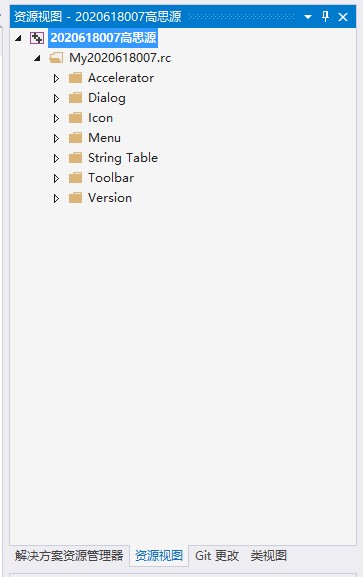 资源视图 - 2020618007高思源
2020618007高思源
My2020618007.rc
Accelerator
Dialog
Icon
Menu
String Table
Toolbar
Version
解决方案资源管理器 资源视图 Git 更改 类视图